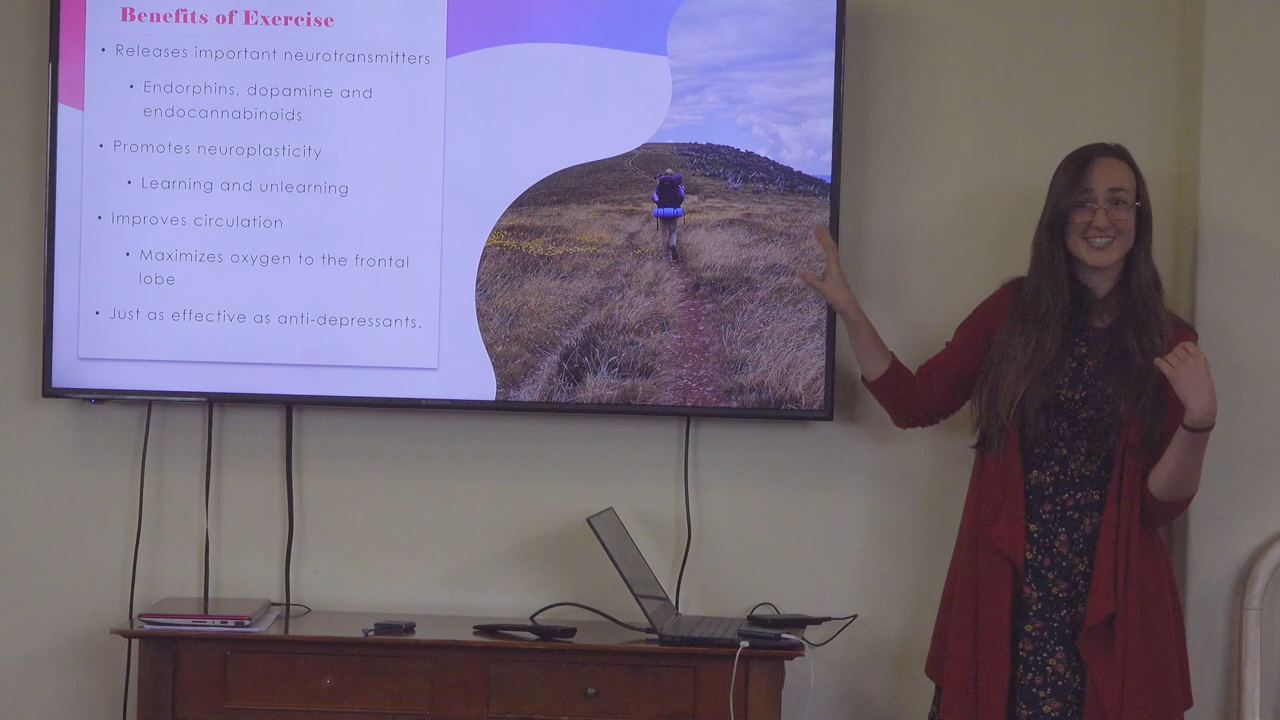 Benefits of Exercise
• Releases important neurotransmitters
• Endorphins, dopamine and
endocannabinoids
• Promotes neuroplasticity
• Learning and unlearning
• Improves circulation
• Maximizes oxygen to the frontal
lobe
• Just as effective as anti-depressants.